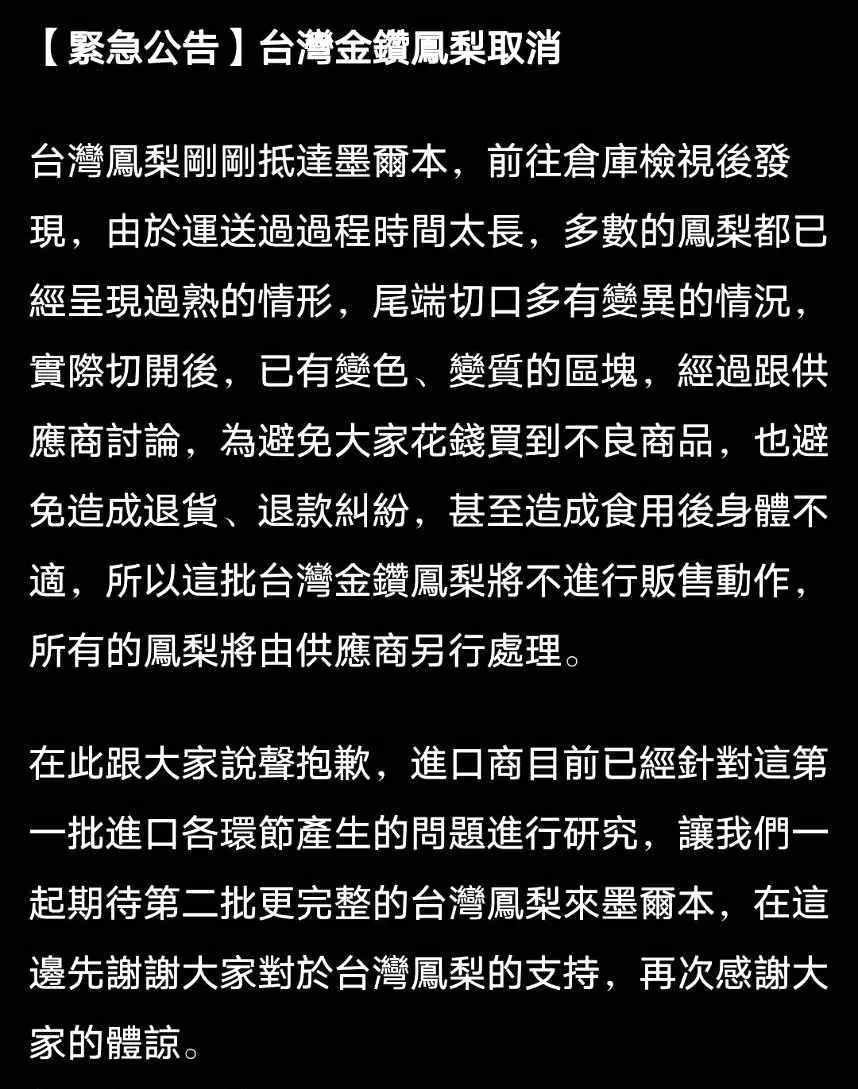 【緊急公告】台灣金鑽鳳梨取消
台灣鳳梨剛剛抵達墨爾本，前往倉庫檢視後發
現，由於運送過過程時間太長，多數的鳳梨都已
經呈現過熟的情形，尾端切口多有變異的情況，
實際切開後，已有變色、變質的區塊，經過跟供
應商討論，為避免大家花錢買到不良商品，也避
免造成退貨、退款糾紛，甚至造成食用後身體不
適，所以這批台灣金鑽鳳梨將不進行販售動作，
所有的鳳梨將由供應商另行處理。
在此跟大家說聲抱歉，進口商目前已經針對這第
一批進口各環節產生的問題進行研究，讓我們一
起期待第二批更完整的台灣鳳梨來墨爾本，在這
邊先謝謝大家對於台灣鳳梨的支持，再次感謝大
家的體諒。